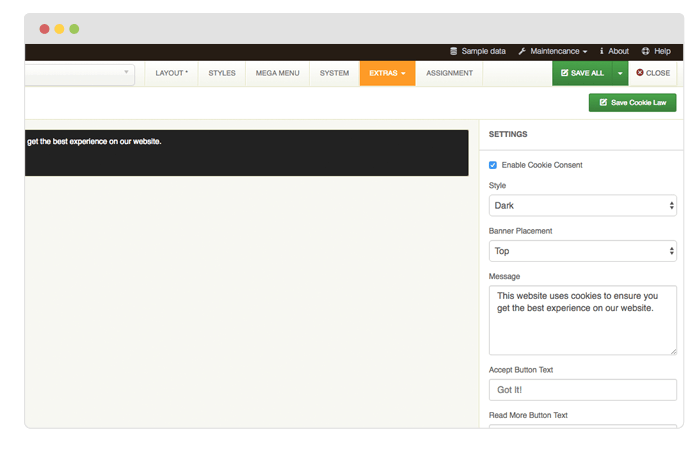 Sample data Maintencance About Help
LAYOUT * STYLES MEGA MENU SYSTEM EXTRAS ASSIGNMENT SAVE ALL CLOSE
Save Cookie Law
get the best experience on our website.
SETTINGS
Enable Cookie Consent
Style
Dark
Banner Placement
Top
Message
This website uses cookies to ensure you
get the best experience on our website.
Accept Button Text
Got It!
Read More Button Text